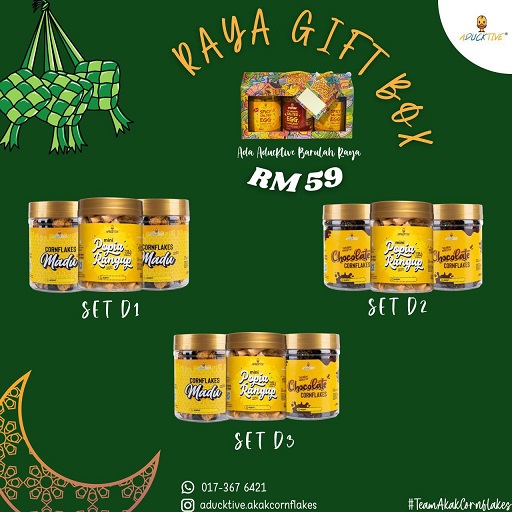 RAYA GIFT BOX
ADUCKTIVE
Ada Aducktive Barulah Raya
RM 59
CORNFLAKES
Madu
mini
Popia
Rangup
CORNFLAKES
Madu
SET D1
Chocolate
CORNFLAKES
Popia
Rangup
Chocolate
CORNFLAKES
SET D2
CORNFLAKES
Madu
mini
Popia
Rangup
Chocolate
CORNFLAKES
SET D3
017-367 6421
aducktive.akakcornflakes
#TeamAkakCornflakes